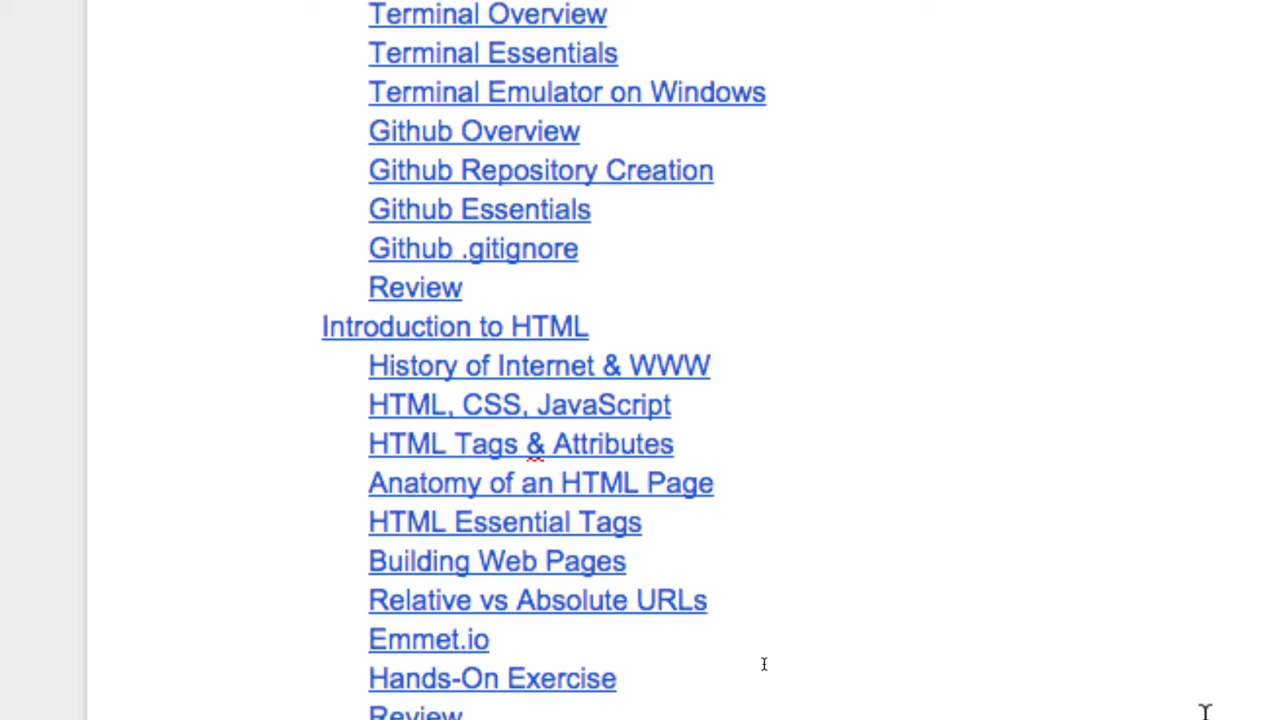 Terminal Overview
Terminal Essentials
Terminal Emulator on Windows
Github Overview
Github Repository Creation
Github Essentials
Github .gitignore
Review
Introduction to HTML
History of Internet & WWW
HTML, CSS, JavaScript
HTML Tags & Attributes
Anatomy of an HTML Page
HTML Essential Tags
Building Web Pages
Relative vs Absolute URLs
Emmet.io
Hands-On Exercise
Review